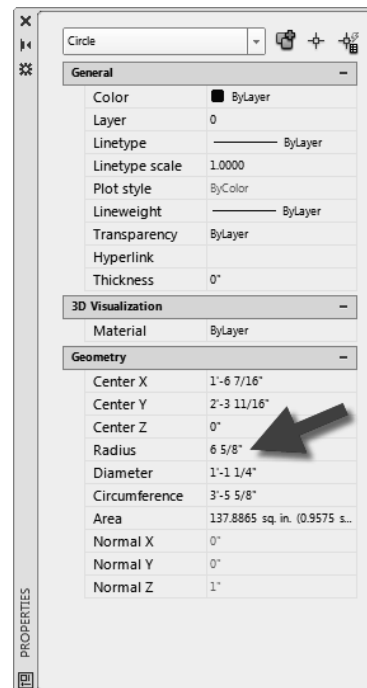 Circle
General
Color ByLayer
Layer 0
Linetype ByLayer
Linetype scale 1.0000
Plot style ByColor
Lineweight ByLayer
Transparency ByLayer
Hyperlink
Thickness 0"
3D Visualization
Material ByLayer
Geometry
Center X 1'-6 7/16"
Center Y 2'-3 11/16"
Center Z 0"
Radius 6 5/8"
Diameter 1'-1 1/4"
Circumference 3'-5 5/8"
Area 137.8865 sq. in. (0.9575 s...
Normal X 0"
Normal Y 0"
Normal Z 1"
PROPERTIES